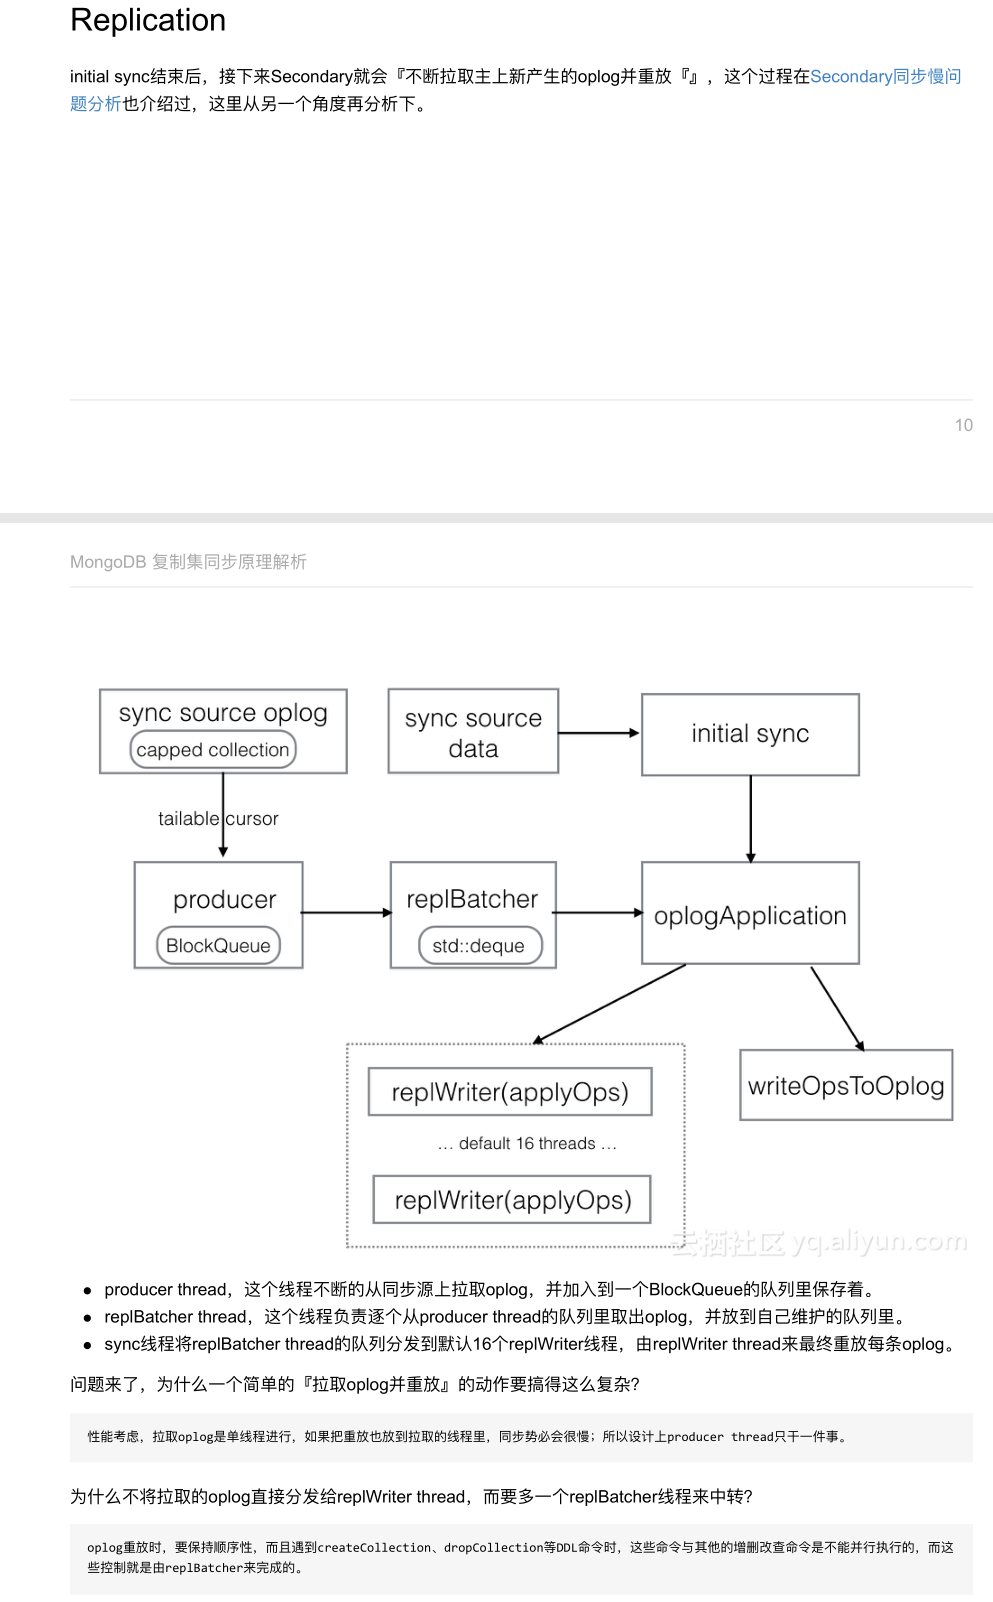 Replication
initial sync结束后，接下来Secondary就会『不断拉取主上新产生的oplog并重放『』，这个过程在Secondary同步慢问
题分析也介绍过，这里从另一个角度再分析下。
10
MongoDB 复制集同步原理解析
sync source oplog
capped collection
sync source
data
initial sync
tailable cursor
producer
BlockQueue
replBatcher
std::deque
oplogApplication
replWriter(applyOps)
... default 16 threads ...
replWriter(applyOps)
writeOpsToOplog
云栖社区 yq.aliyun.com
● producer thread，这个线程不断的从同步源上拉取oplog，并加入到一个BlockQueue的队列里保存着。
● replBatcher thread，这个线程负责逐个从producer thread的队列里取出oplog，并放到自己维护的队列里。
● sync线程将replBatcher thread的队列分发到默认16个replWriter线程，由replWriter thread来最终重放每条oplog。
问题来了，为什么一个简单的『拉取oplog并重放』的动作要搞得这么复杂?
性能考虑，拉取oplog是单线程进行，如果把重放也放到拉取的线程里，同步势必会很慢；所以设计上producer thread只干一件事。
为什么不将拉取的oplog直接分发给replWriter thread，而要多一个replBatcher线程来中转?
oplog重放时，要保持顺序性，而且遇到createCollection、dropCollection等DDL命令时，这些命令与其他的增删改查命令是不能并行执行的，而这
些控制就是由replBatcher来完成的。